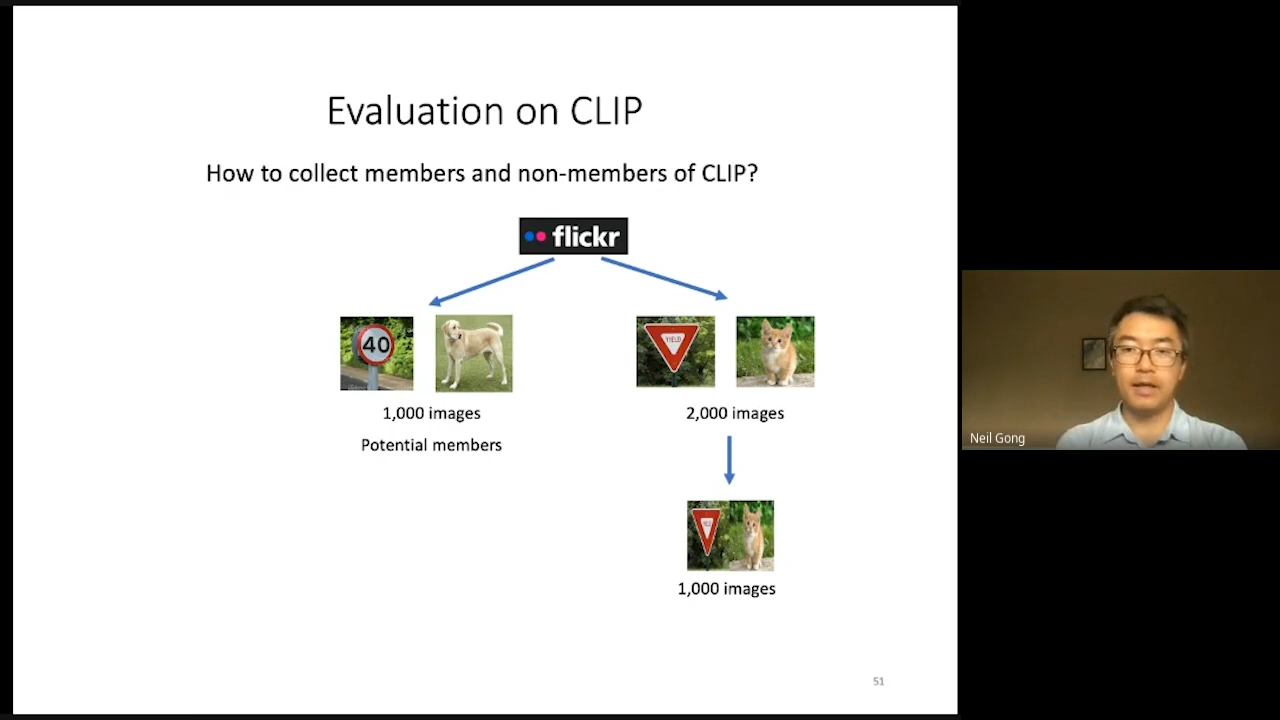 Evaluation on CLIP
How to collect members and non-members of CLIP?
flickr
40
YIELD
1,000 images
2,000 images
Potential members
1,000 images
51
Neil Gong